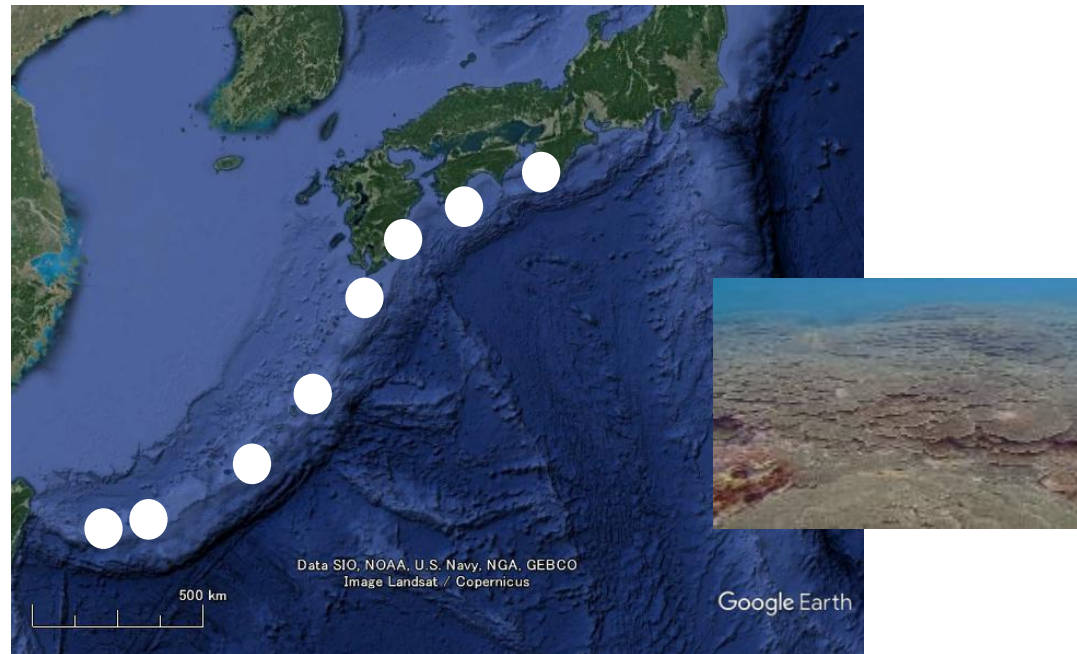 Data SIO, NOAA, U.S. Navy, NGA, GEBCO
Image Landsat / Copernicus
500 km
Google Earth